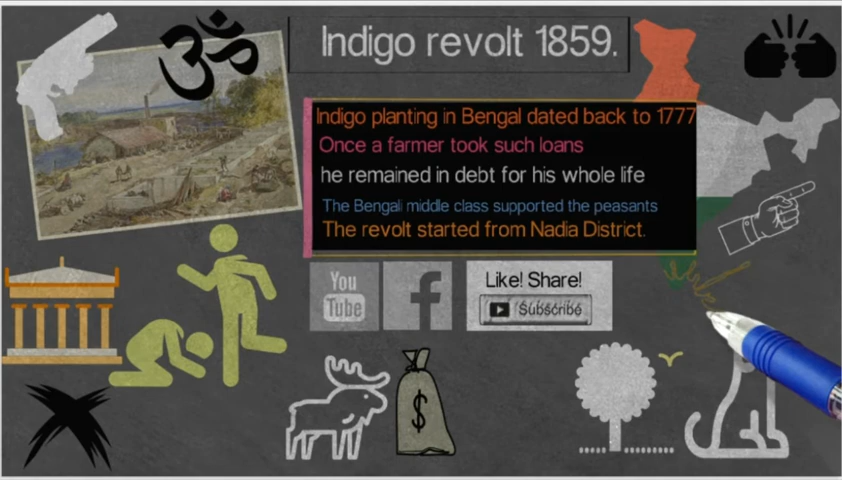 Indigo revolt 1859.
Indigo planting in Bengal dated back to 1777
Once a farmer took such loans
he remained in debt for his whole life
The Bengali middle class supported the peasants
The revolt started from Nadia District.
You
Tube
f
Like! Share!
Subscribe
ॐ
$